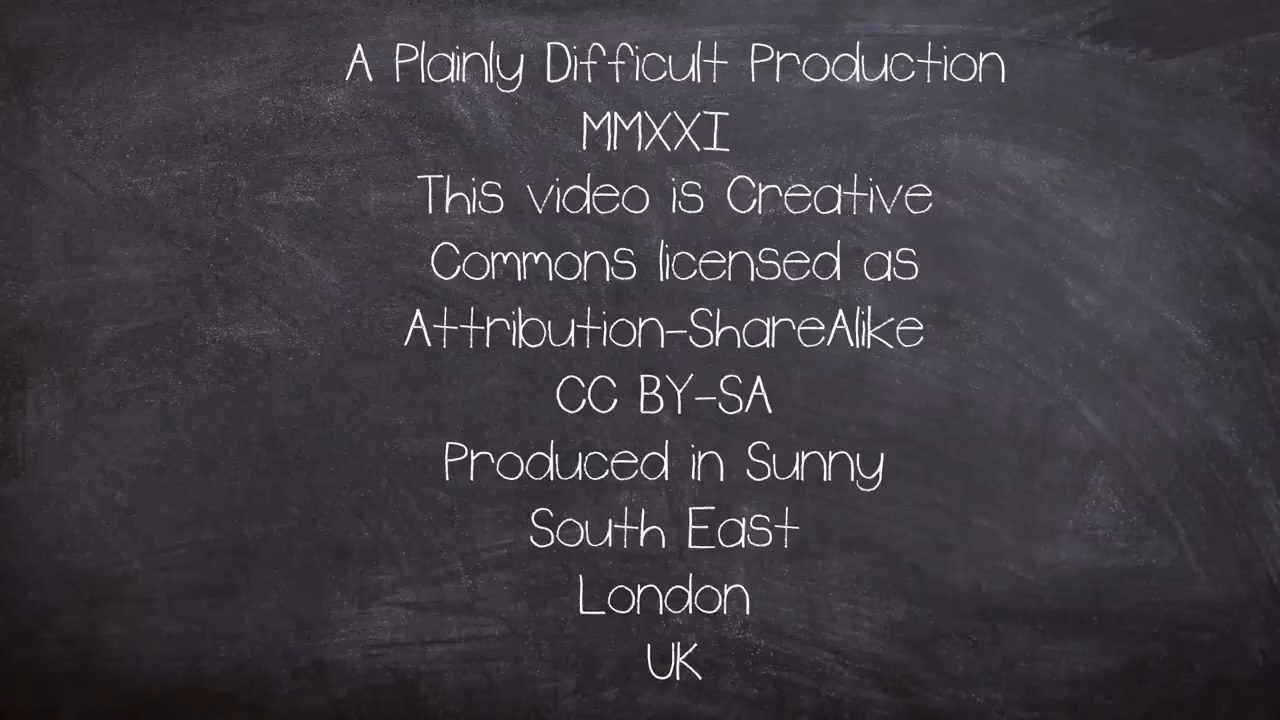 A Plainly Difficult Production
MMXXI
This video is Creative
Commons licensed as
Attribution-ShareAlike
CC BY-SA
Produced in Sunny
South East
London
UK